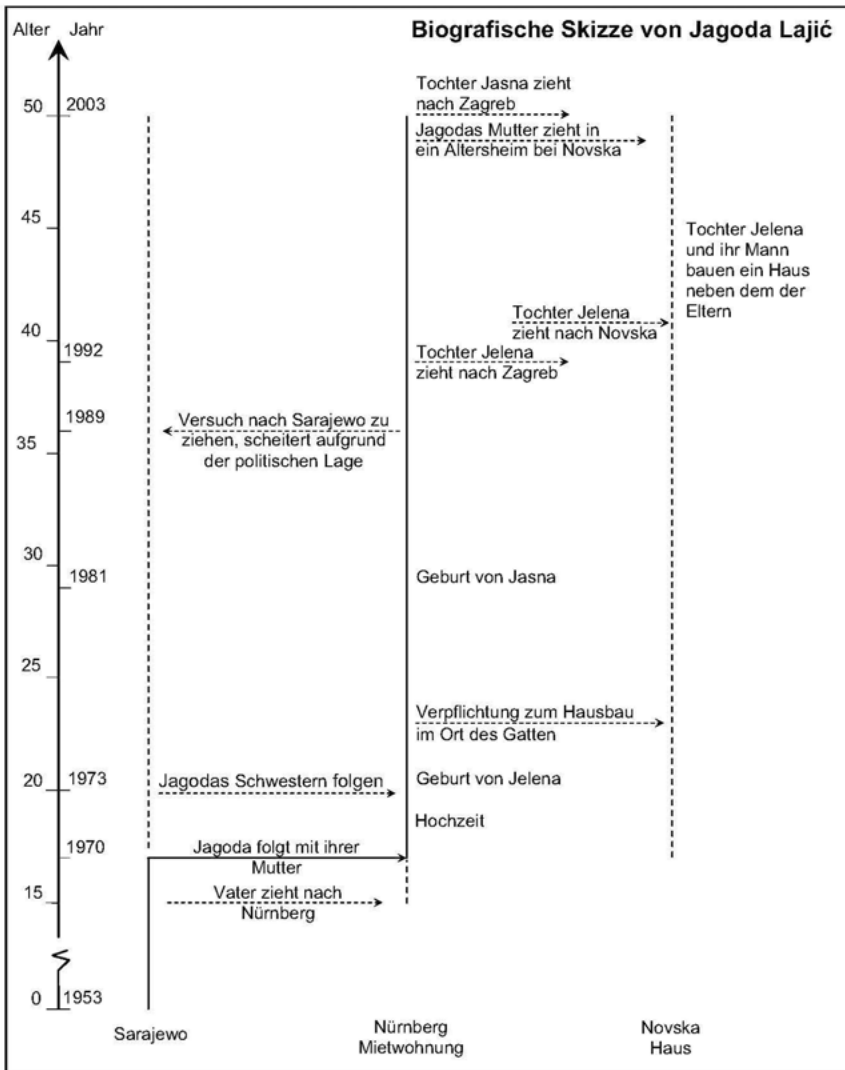 Biografische Skizze von Jagoda Lajić
Alter Jahr
Tochter Jasna zieht
nach Zagreb
50 2003
Jagodas Mutter zieht in
ein Altersheim bei Novska
45
Tochter Jelena
und ihr Mann
bauen ein Haus
neben dem der
Eltern
Tochter Jelena
zieht nach Novska
40
1992
Tochter Jelena
zieht nach Zagreb
1989
Versuch nach Sarajewo zu
ziehen, scheitert aufgrund
der politischen Lage
35
30
1981
Geburt von Jasna
25
Verpflichtung zum Hausbau
im Ort des Gatten
20 1973
Jagodas Schwestern folgen
Geburt von Jelena
Hochzeit
1970
Jagoda folgt mit ihrer
Mutter
15
Vater zieht nach
Nürnberg
0 1953
Sarajewo
Nürnberg
Mietwohnung
Novska
Haus